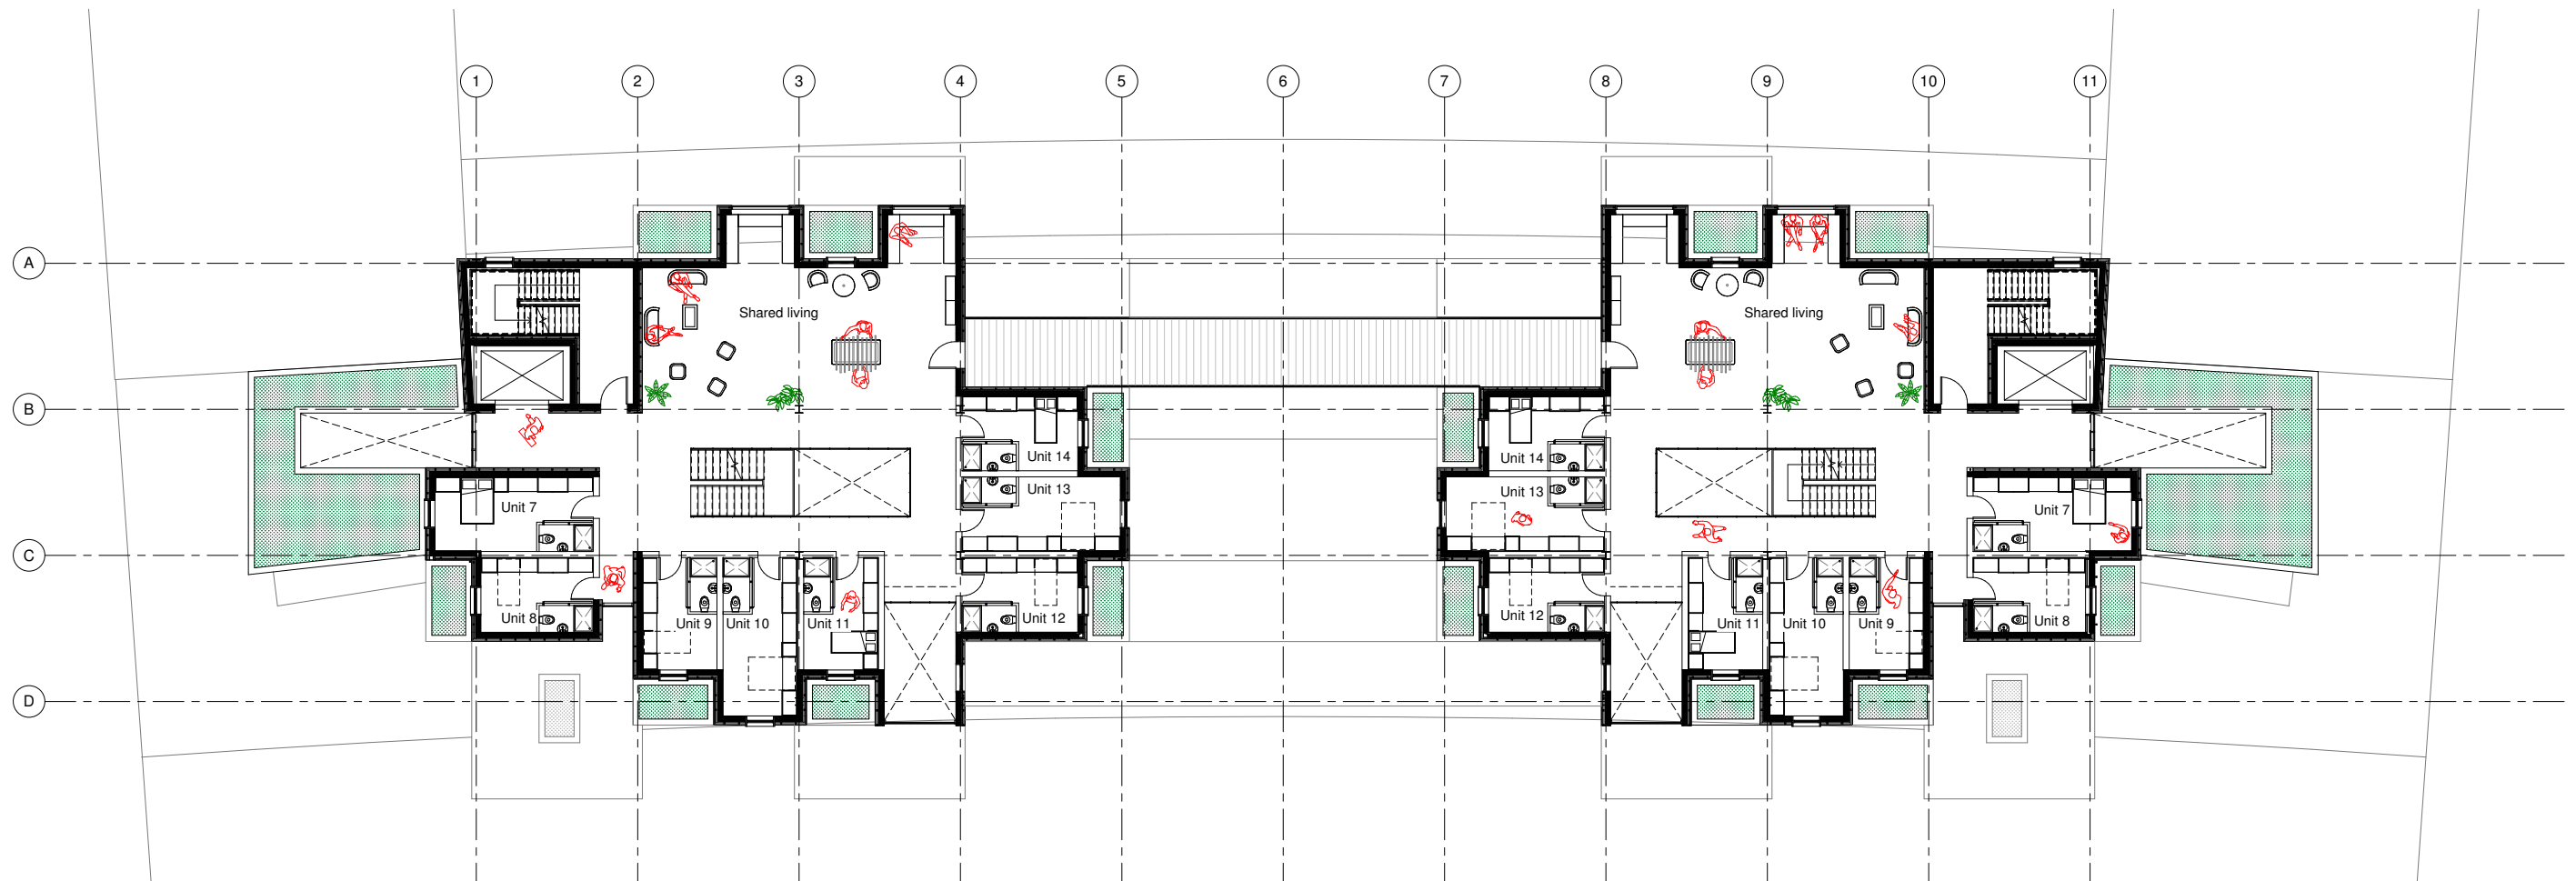 1 2 3 4 5 6 7 8 9 10 11
A
Shared living Shared living
B
Unit 14 Unit 14
Unit 13 Unit 13
Unit 7 Unit 7
C
Unit 8 Unit 9 Unit 10 Unit 11 Unit 12 Unit 12 Unit 11 Unit 10 Unit 9 Unit 8
D